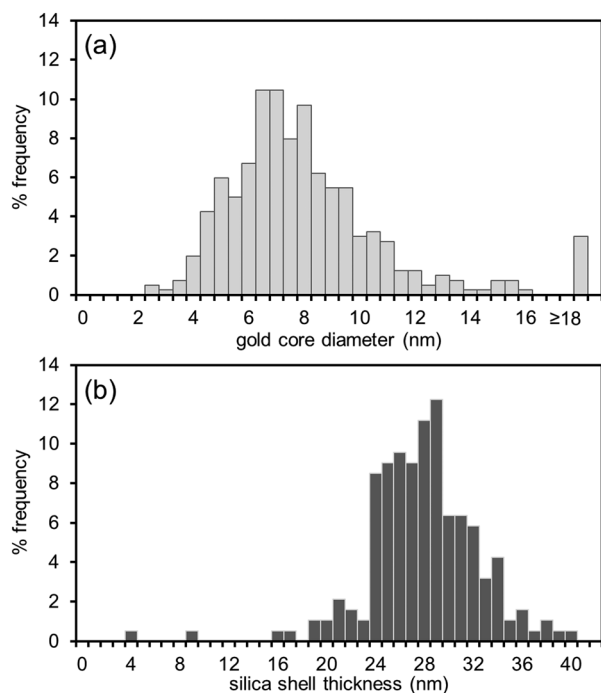 14
(a)
12
10
8
6
4
2
0
% frequency
0 2 4 6 8 10 12 14 16 ≥18
gold core diameter (nm)
14
(b)
12
10
8
6
4
2
0
% frequency
0 4 8 12 16 20 24 28 32 36 40
silica shell thickness (nm)